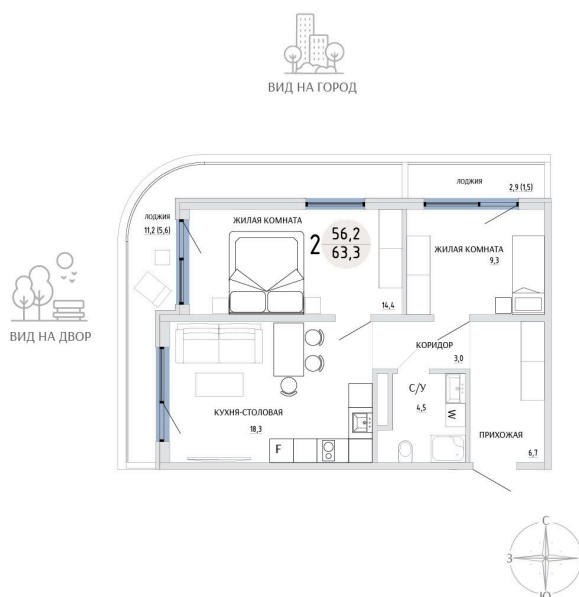 ВИД НА ГОРОД
ЛОДЖИЯ
2,9 (1,5)
ЛОДЖИЯ
11,2 (5,6)
ЖИЛАЯ КОМНАТА
2 56,2
63,3
14,4
ЖИЛАЯ КОМНАТА
9,3
ВИД НА ДВОР
КОРИДОР
3,0
С/У
4,5
W
КУХНЯ-СТОЛОВАЯ
18,3
F
ПРИХОЖАЯ
6,7
С
З
Ю